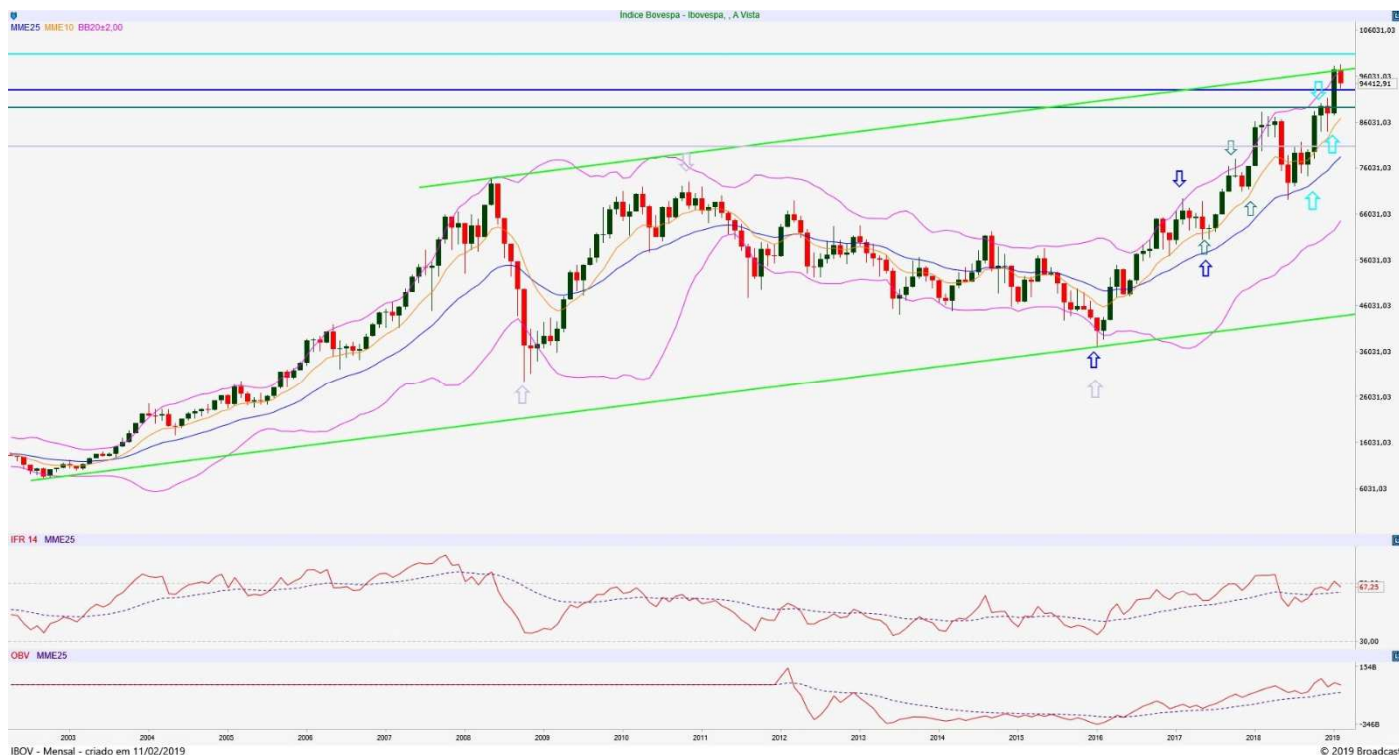 Índice Bovespa - Ibovespa, , A Vista
MME25 MME10 BB20±2,00
106031,03
96031,03
94412,91
86031,03
76031,03
66031,03
56031,03
46031,03
36031,03
26031,03
16031,03
6031,03
IFR 14 MME25
67,25
30,00
OBV MME25
154B
-346B
2003 2004 2005 2006 2007 2008 2009 2010 2011 2012 2013 2014 2015 2016 2017 2018 2019
IBOV - Mensal - criado em 11/02/2019
© 2019 Broadcast